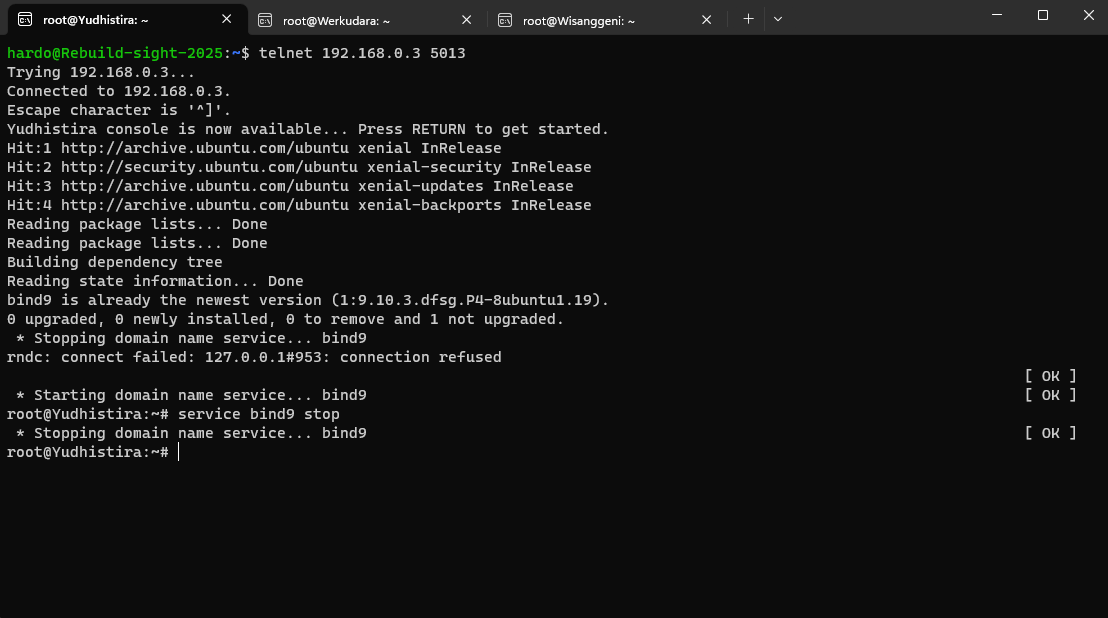 root@Yudhistira: ~
root@Werkudara: ~
root@Wisanggeni: ~
hardo@Rebuild-sight-2025:~$ telnet 192.168.0.3 5013
Trying 192.168.0.3...
Connected to 192.168.0.3.
Escape character is '^]'.
Yudhistira console is now available... Press RETURN to get started.
Hit:1 http://archive.ubuntu.com/ubuntu xenial InRelease
Hit:2 http://security.ubuntu.com/ubuntu xenial-security InRelease
Hit:3 http://archive.ubuntu.com/ubuntu xenial-updates InRelease
Hit:4 http://archive.ubuntu.com/ubuntu xenial-backports InRelease
Reading package lists... Done
Reading package lists... Done
Building dependency tree
Reading state information... Done
bind9 is already the newest version (1:9.10.3.dfsg.P4-8ubuntu1.19).
0 upgraded, 0 newly installed, 0 to remove and 1 not upgraded.
 * Stopping domain name service... bind9
rndc: connect failed: 127.0.0.1#953: connection refused
[ OK ]
 * Starting domain name service... bind9 [ OK ]
root@Yudhistira:~# service bind9 stop
 * Stopping domain name service... bind9 [ OK ]
root@Yudhistira:~#